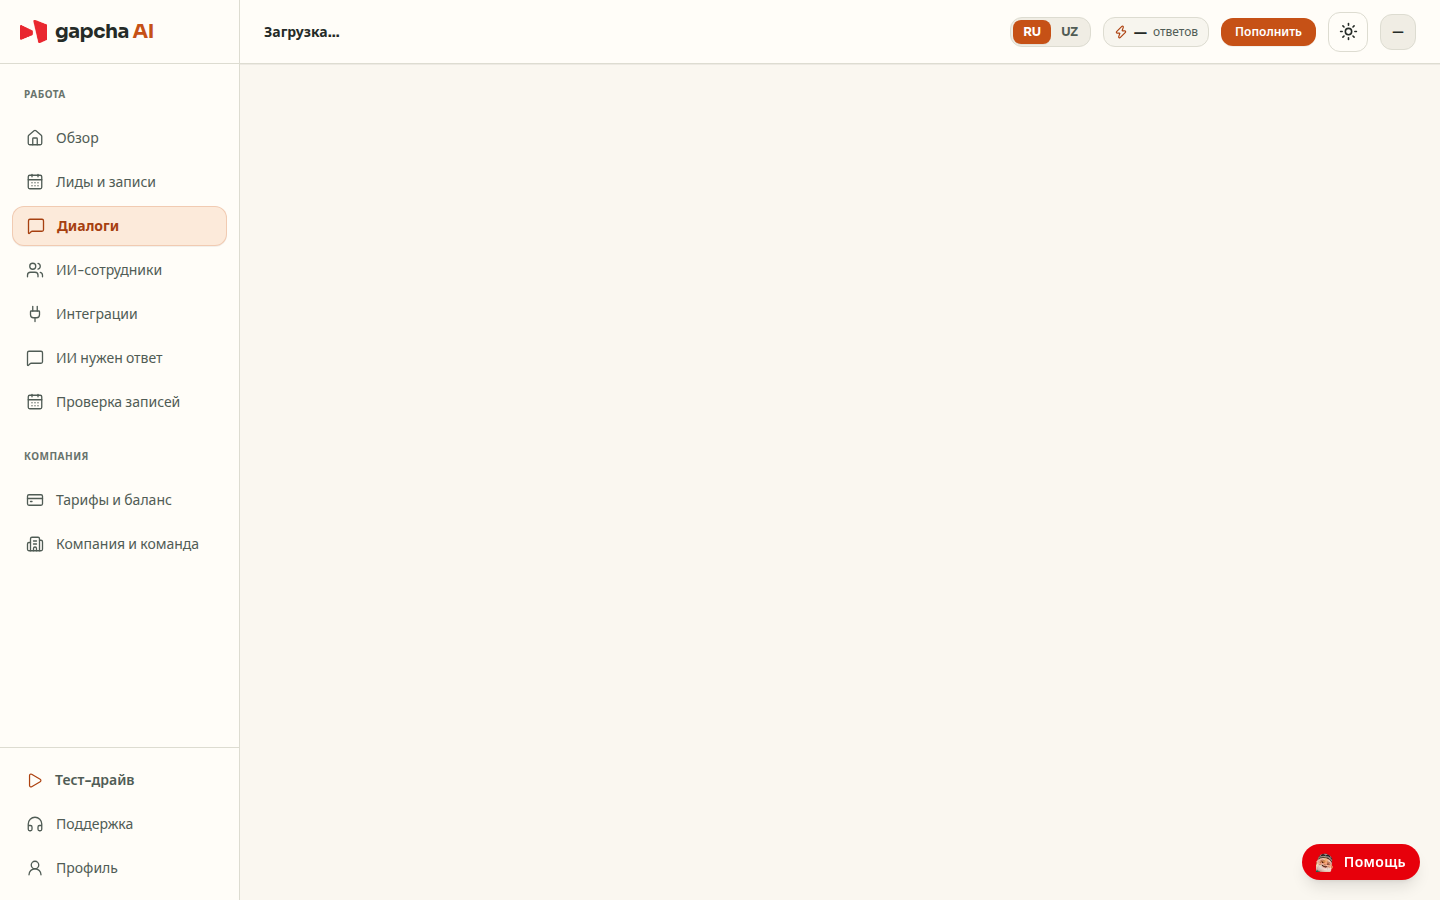 gapcha AI
Загрузка...
RU UZ
— ответов
Пополнить
—
РАБОТА
Обзор
Лиды и записи
Диалоги
ИИ-сотрудники
Интеграции
ИИ нужен ответ
Проверка записей
КОМПАНИЯ
Тарифы и баланс
Компания и команда
Тест-драйв
Поддержка
Профиль
Помощь